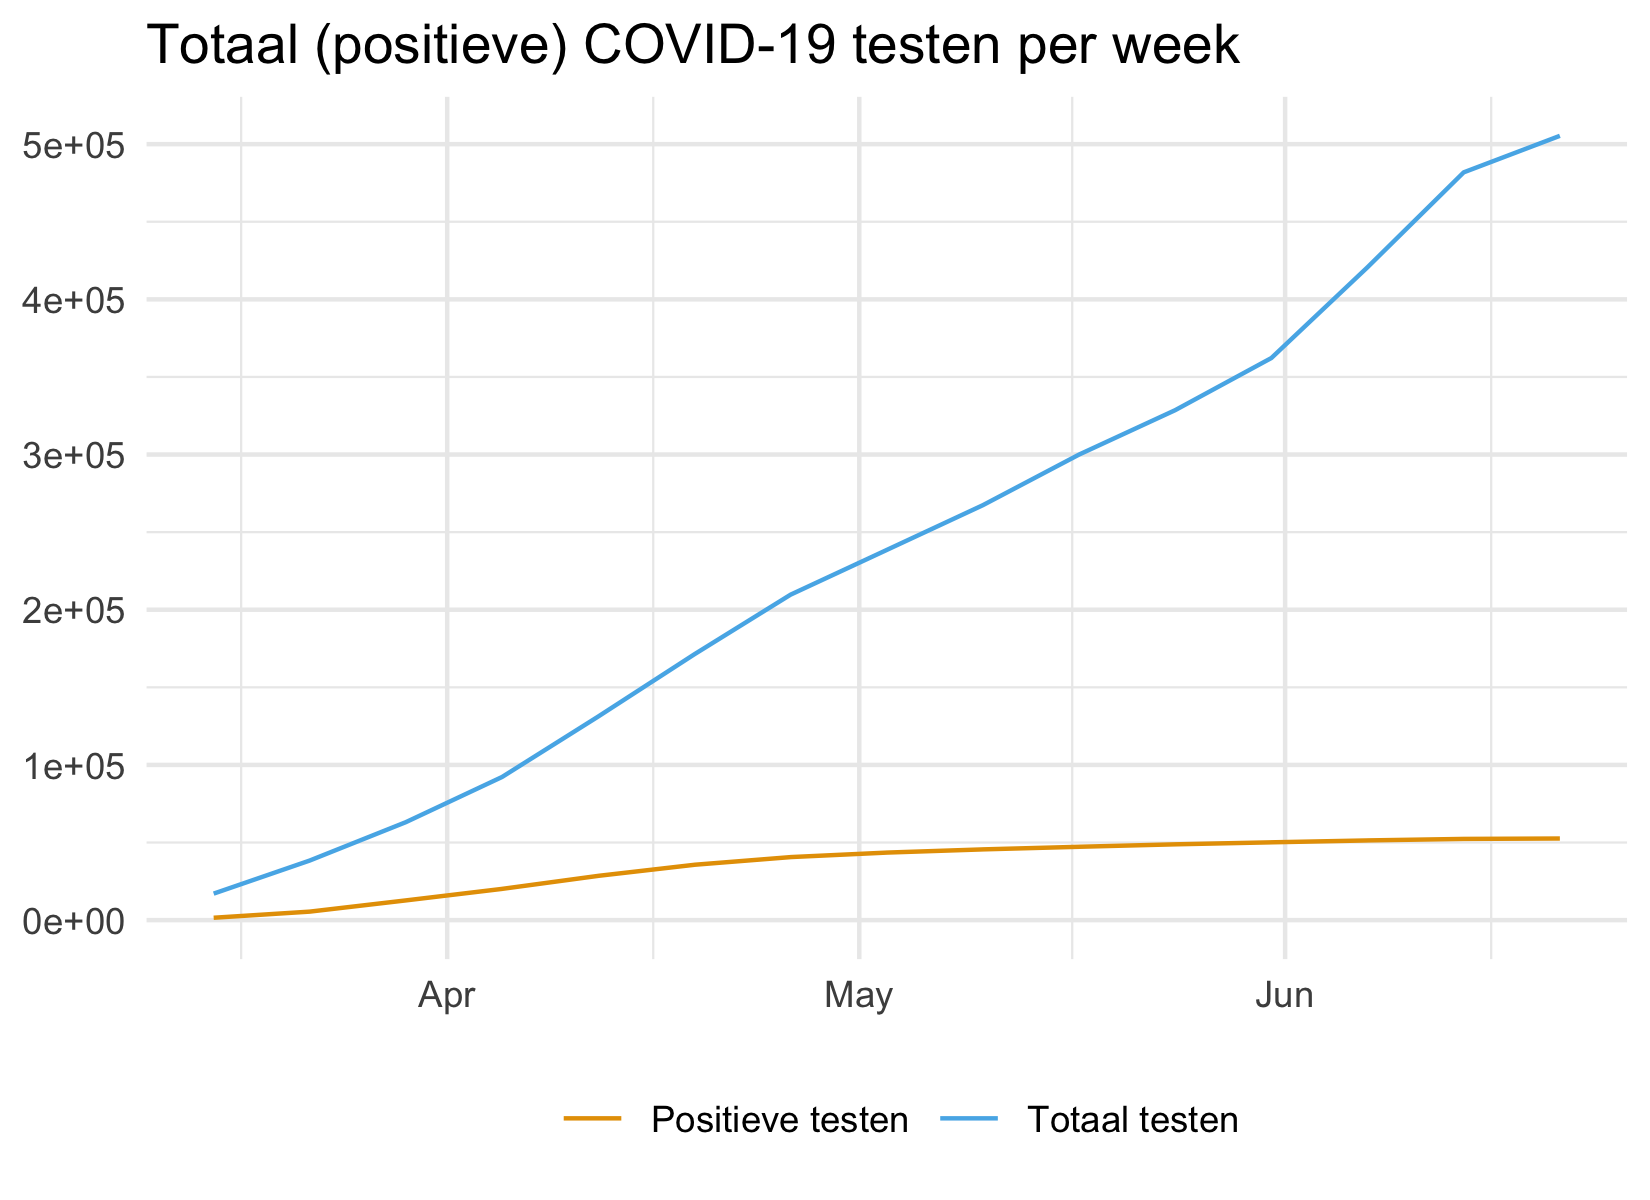 Totaal (positieve) COVID-19 testen per week
5e+05
4e+05
3e+05
2e+05
1e+05
0e+00
Apr May Jun
Positieve testen Totaal testen